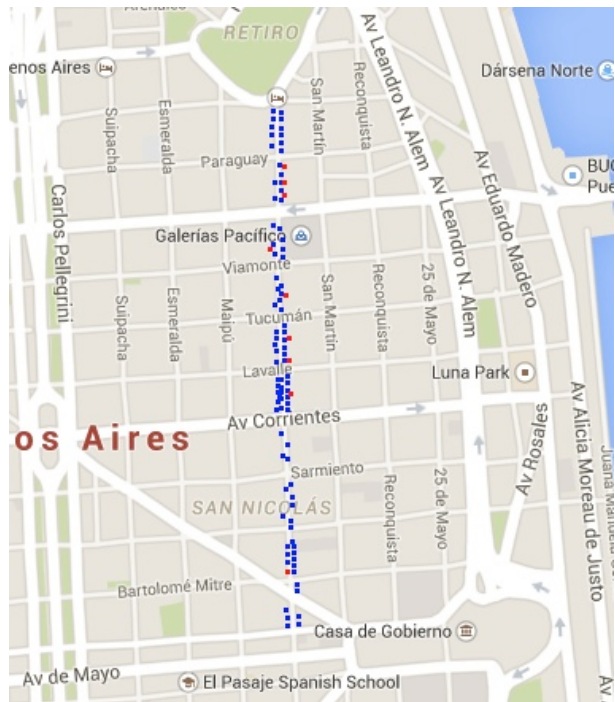 Arenales
RETIRO
enos Aires
San Martín
Reconquista
Av Leandro N. Alem
Dársena Norte
Suipacha
Esmeralda
Paraguay
Av Eduardo Madero
BUQ
Pue
Carlos Pellegrini
Av Leandro N. Alem
Galerías Pacífico
Viamonte
Suipacha
Esmeralda
Maipú
Tucumán
San Martín
Reconquista
25 de Mayo
Lavalle
Luna Park
Av Corrientes
os Aires
Av Rosales
Av Alicia Moreau de Justo
Juana Manuela
Sarmiento
SAN NICOLÁS
Reconquista
25 de Mayo
Bartolomé Mitre
Casa de Gobierno
Av de Mayo
El Pasaje Spanish School
Av